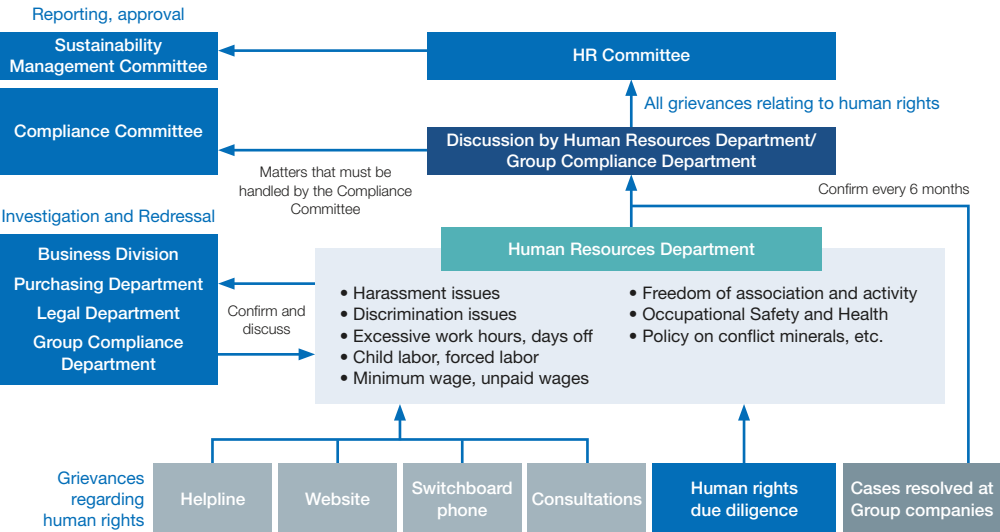 Reporting, approval
Sustainability
Management Committee
HR Committee
All grievances relating to human rights
Compliance Committee
Discussion by Human Resources Department/
Group Compliance Department
Matters that must be
handled by the Compliance
Committee
Confirm every 6 months
Investigation and Redressal
Business Division
Purchasing Department
Legal Department
Group Compliance
Department
Confirm and
discuss
Human Resources Department
• Harassment issues
• Discrimination issues
• Excessive work hours, days off
• Child labor, forced labor
• Minimum wage, unpaid wages
• Freedom of association and activity
• Occupational Safety and Health
• Policy on conflict minerals, etc.
Grievances
regarding
human rights
Helpline
Website
Switchboard
phone
Consultations
Human rights
due diligence
Cases resolved at
Group companies